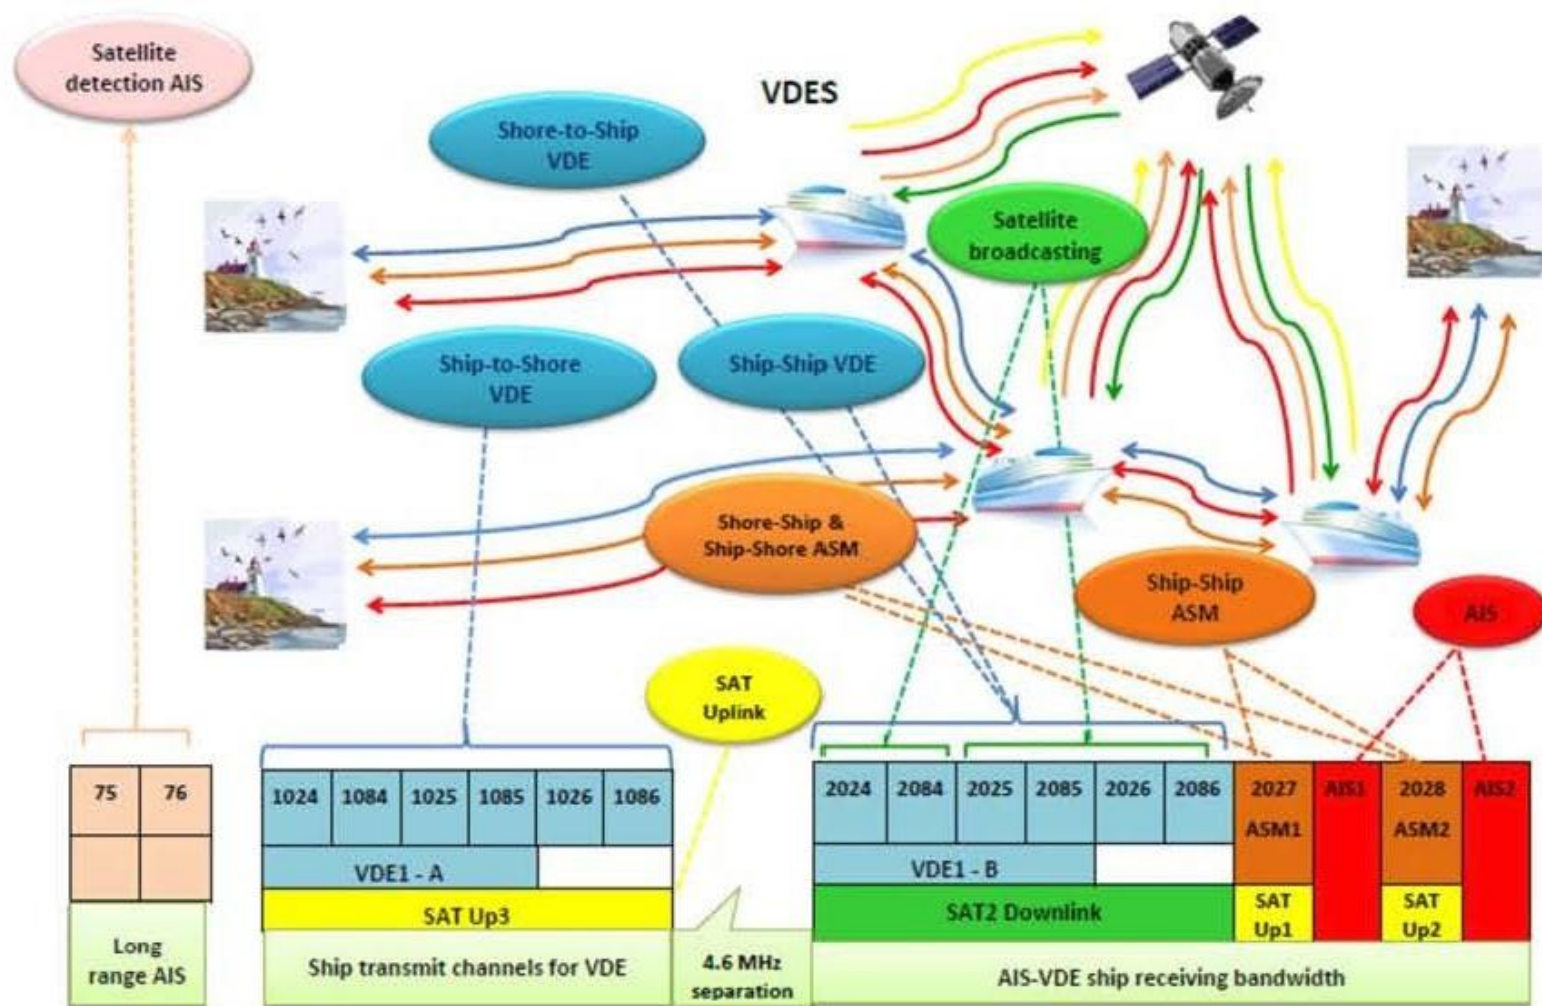 Satellite
detection AIS
VDES
Shore-to-Ship
VDE
Satellite
broadcasting
Ship-to-Shore
VDE
Ship-Ship VDE
Shore-Ship &
Ship-Shore ASM
Ship-Ship
ASM
AIS
SAT
Uplink
75 76
1024 1084 1025 1085 1026 1086
2024 2084 2025 2085 2026 2086 2027 AIS1 2028 AIS2
ASM1 ASM2
VDE1 - A
VDE1 - B
SAT Up3
SAT2 Downlink
SAT
Up1
SAT
Up2
Long
range AIS
Ship transmit channels for VDE
4.6 MHz
separation
AIS-VDE ship receiving bandwidth